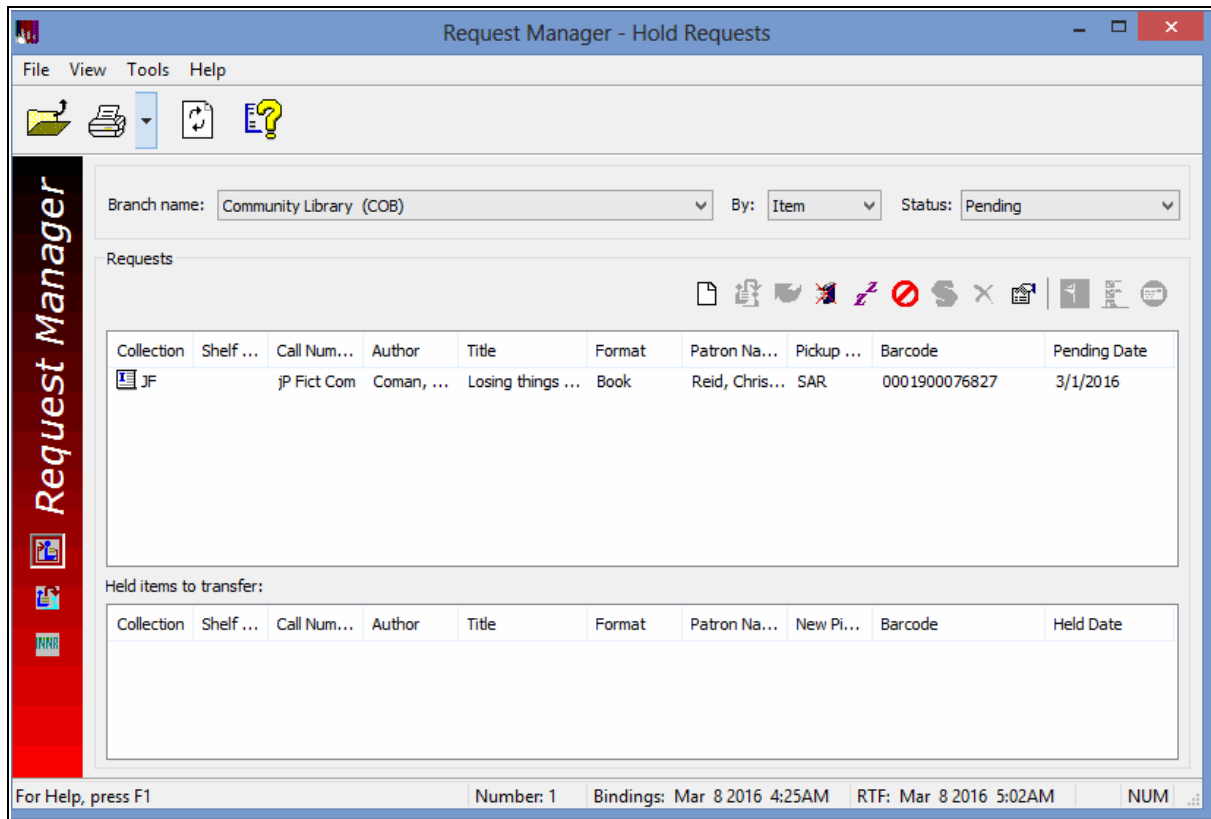 Request Manager - Hold Requests
File View Tools Help
Request Manager
Branch name: Community Library (COB) By: Item Status: Pending
Requests
Collection Shelf ... Call Num... Author Title Format Patron Na... Pickup ... Barcode Pending Date
JF jP Fict Com Coman, ... Losing things ... Book Reid, Chris... SAR 0001900076827 3/1/2016
Held items to transfer:
Collection Shelf ... Call Num... Author Title Format Patron Na... New Pi... Barcode Held Date
INNR
For Help, press F1 Number: 1 Bindings: Mar 8 2016 4:25AM RTF: Mar 8 2016 5:02AM NUM